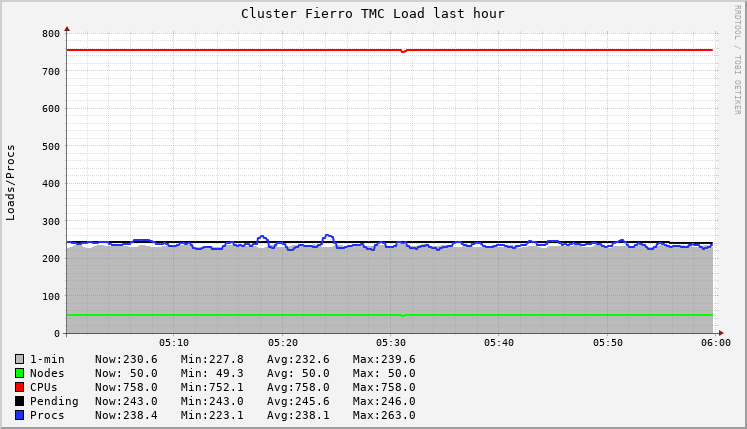 Cluster Fierro TMC Load last hour
RRDTOOL / TOBI OETIKER
Loads/Procs
800
700
600
500
400
300
200
100
0
05:10 05:20 05:30 05:40 05:50 06:00
1-min Now:230.6 Min:227.8 Avg:232.6 Max:239.6
Nodes Now: 50.0 Min: 49.3 Avg: 50.0 Max: 50.0
CPUs Now:758.0 Min:752.1 Avg:758.0 Max:758.0
Pending Now:243.0 Min:243.0 Avg:245.6 Max:246.0
Procs Now:238.4 Min:223.1 Avg:238.1 Max:263.0